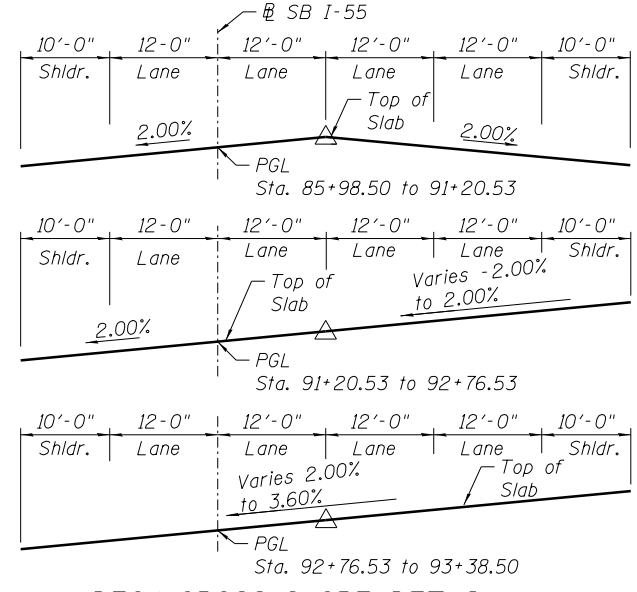 ℄ SB I-55
10'-0" 12-0" 12'-0" 12'-0" 12'-0" 10'-0"
Shldr. Lane Lane Lane Lane Shldr.
Top of
Slab
2.00% 2.00%
PGL
Sta. 85+98.50 to 91+20.53
10'-0" 12-0" 12'-0" 12'-0" 12'-0" 10'-0"
Shldr. Lane Lane Lane Lane Shldr.
Top of
Slab
Varies -2.00%
to 2.00%
2.00%
PGL
Sta. 91+20.53 to 92+76.53
10'-0" 12-0" 12'-0" 12'-0" 12'-0" 10'-0"
Shldr. Lane Lane Lane Lane Shldr.
Varies 2.00%
to 3.60%
Top of
Slab
PGL
Sta. 92+76.53 to 93+38.50